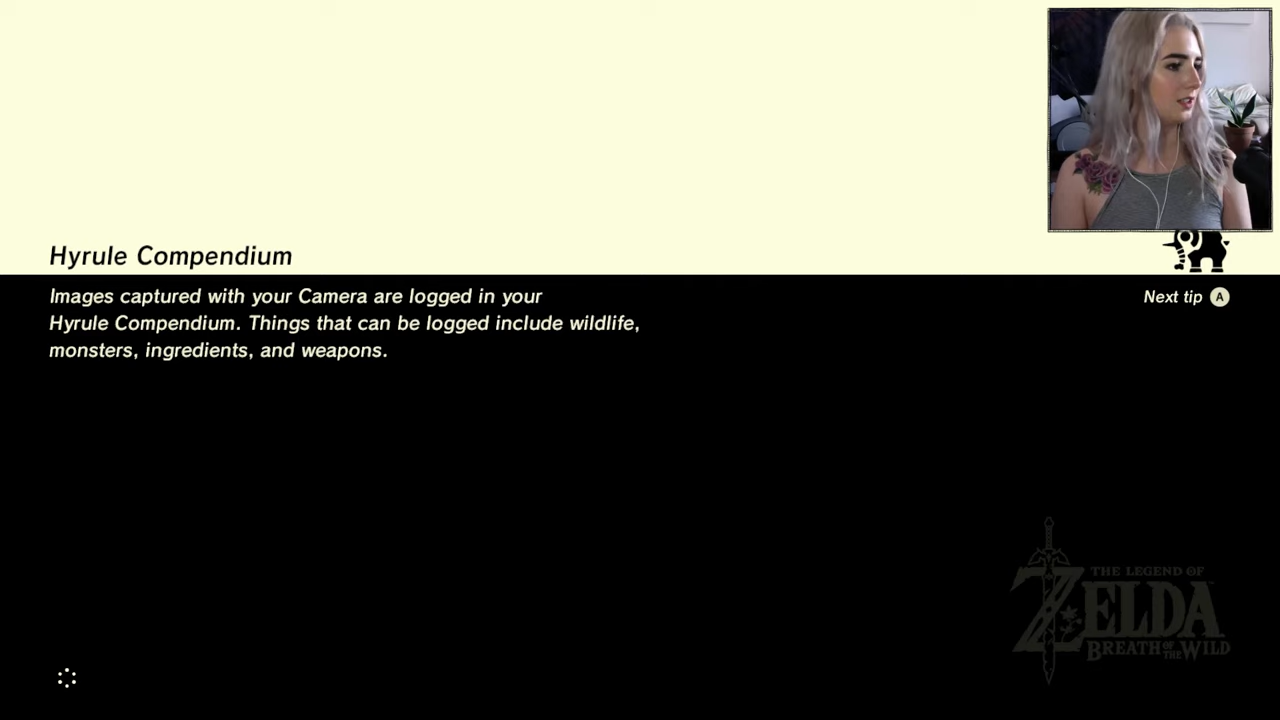 Hyrule Compendium
Images captured with your Camera are logged in your
Hyrule Compendium. Things that can be logged include wildlife,
monsters, ingredients, and weapons.
Next tip A
THE LEGEND OF
ZELDA
BREATH OF THE WILD